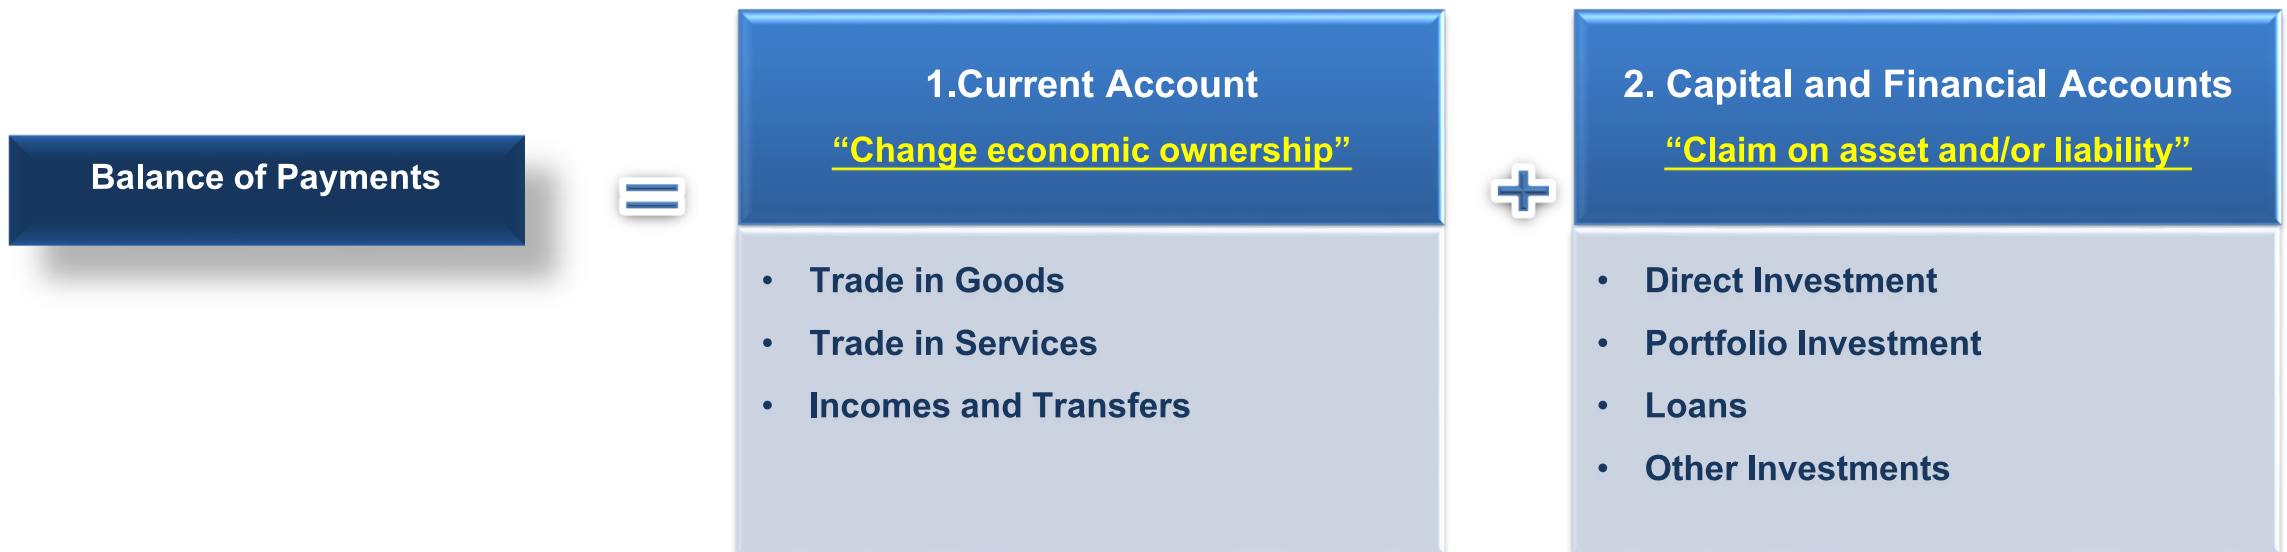 Balance of Payments
=
1.Current Account
“Change economic ownership”
• Trade in Goods
• Trade in Services
• Incomes and Transfers
+
2. Capital and Financial Accounts
“Claim on asset and/or liability”
• Direct Investment
• Portfolio Investment
• Loans
• Other Investments